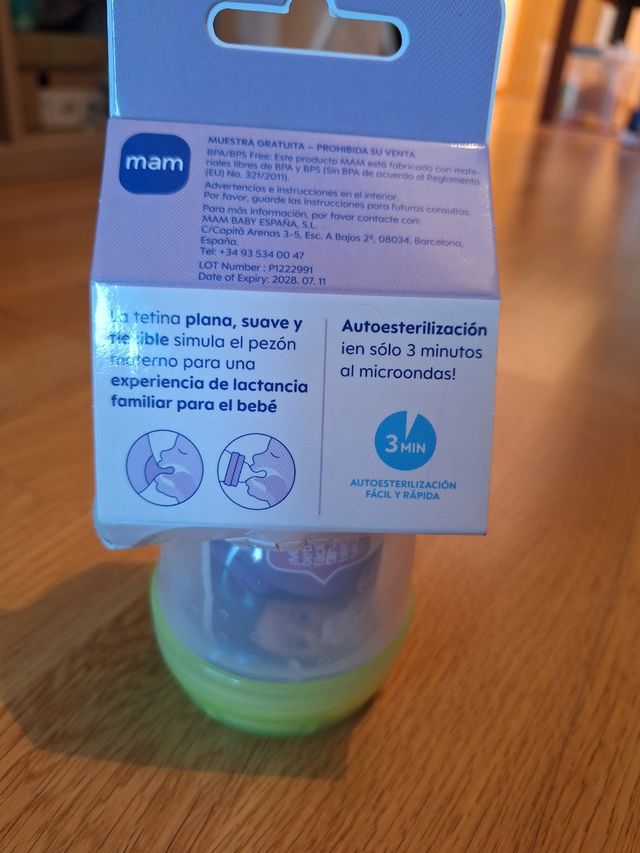 mam
MUESTRA GRATUITA – PROHIBIDA SU VENTA
BPA/BPS Free: Este producto MAM está fabricado con mate-
riales libres de BPA y BPS (Sin BPA de acuerdo al Reglamento
(EU) No. 321/2011).
Advertencias e instrucciones en el interior.
Por favor, guarde las instrucciones para futuras consultas.
Para más información, por favor contacte con:
MAM BABY ESPAÑA, S.L.
C/Capità Arenas 3-5, Esc. A Bajos 2ª, 08034, Barcelona,
España.
Tel: +34 93 534 00 47
LOT Number : P1222991
Date of Expiry: 2028. 07. 11
La tetina plana, suave y
flexible simula el pezón
materno para una
experiencia de lactancia
familiar para el bebé
Autoesterilización
¡en sólo 3 minutos
al microondas!
3 MIN
AUTOESTERILIZACIÓN
FÁCIL Y RÁPIDA